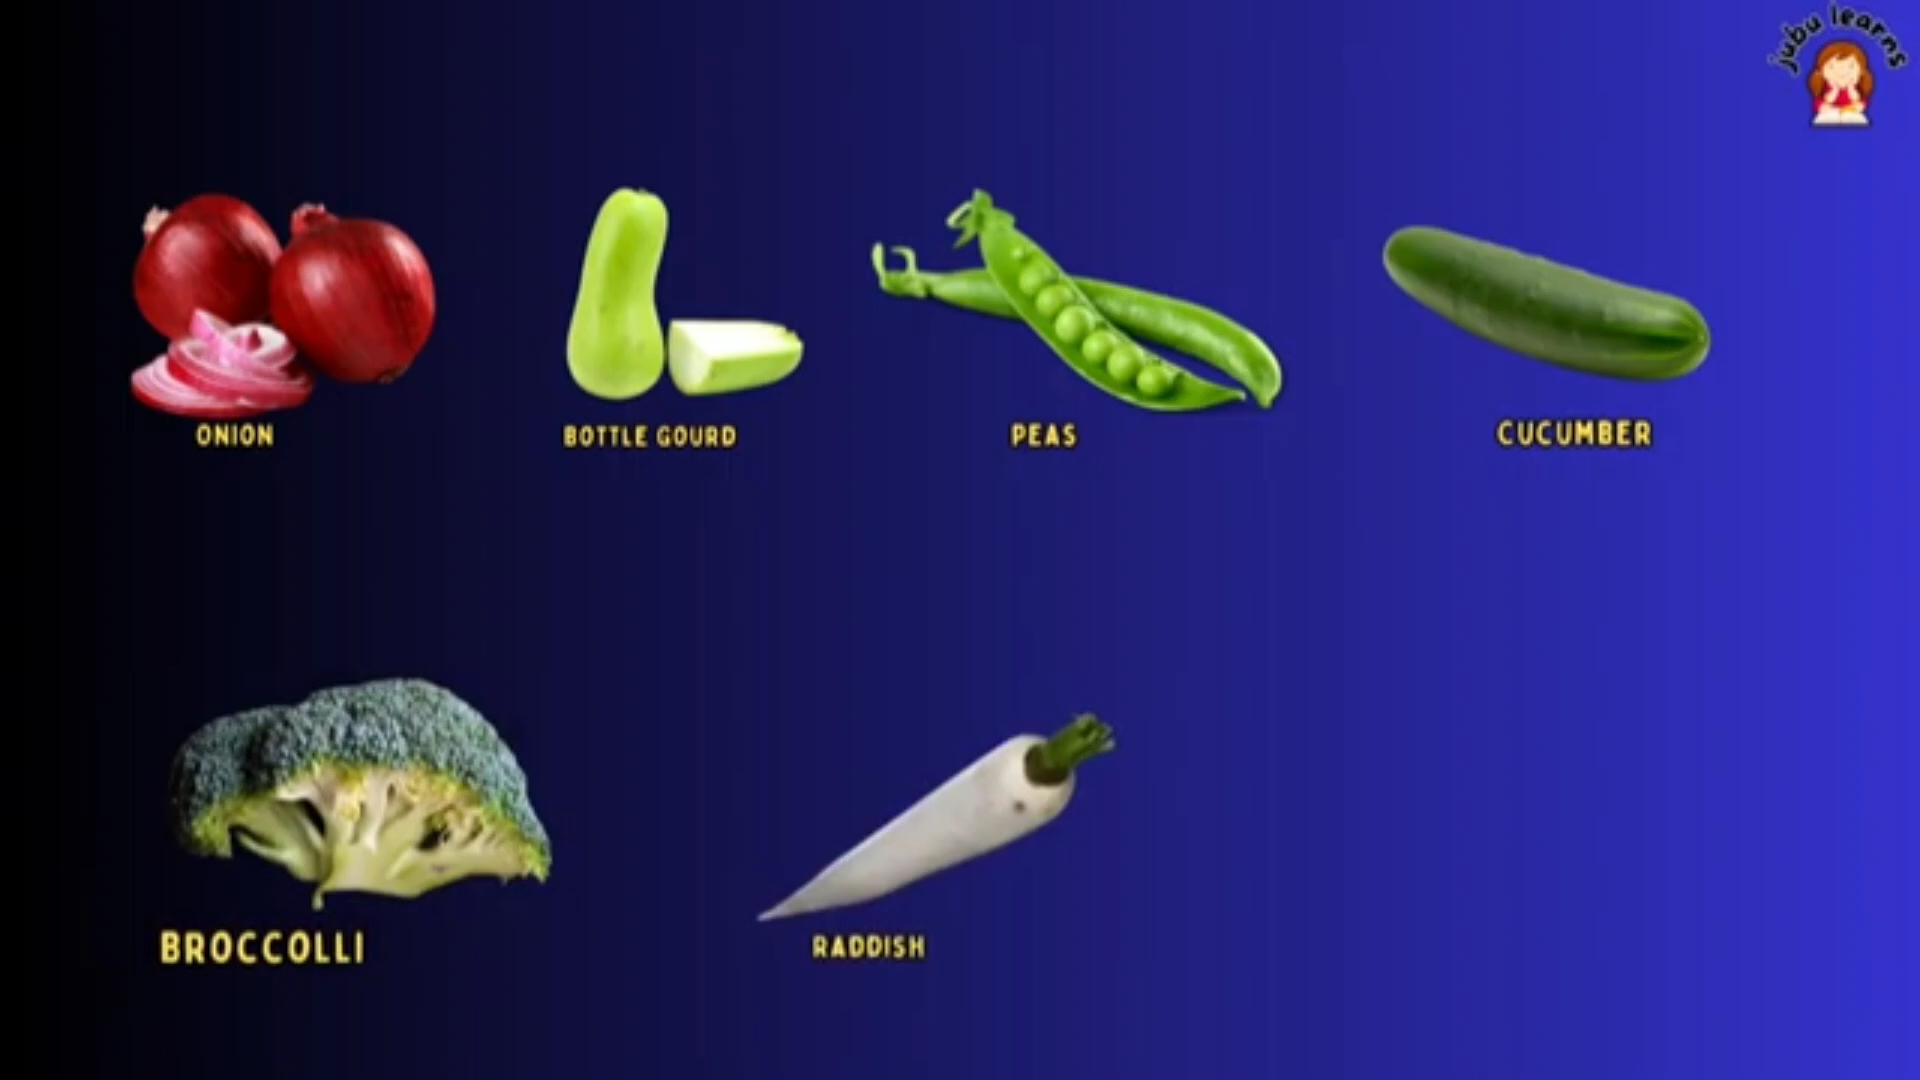 jubu learns
ONION
BOTTLE GOURD
PEAS
CUCUMBER
BROCCOLLI
RADDISH